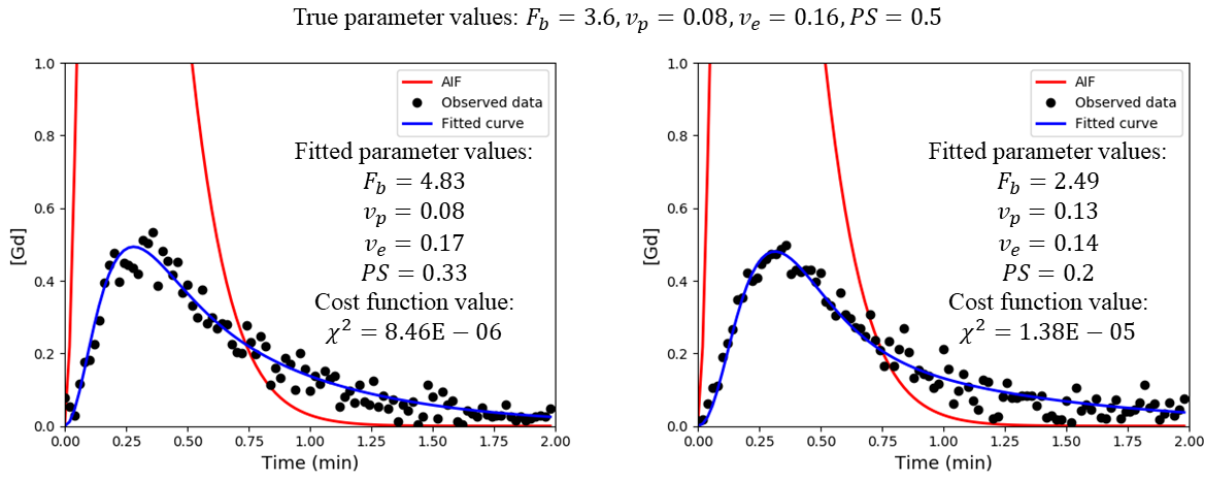 True parameter values: F_b = 3.6, v_p = 0.08, v_e = 0.16, PS = 0.5
1.0
0.8
0.6
0.4
0.2
0.0
[Gd]
AIF
Observed data
Fitted curve
Fitted parameter values:
F_b = 4.83
v_p = 0.08
v_e = 0.17
PS = 0.33
Cost function value:
χ² = 8.46E − 06
0.00 0.25 0.50 0.75 1.00 1.25 1.50 1.75 2.00
Time (min)
1.0
0.8
0.6
0.4
0.2
0.0
[Gd]
AIF
Observed data
Fitted curve
Fitted parameter values:
F_b = 2.49
v_p = 0.13
v_e = 0.14
PS = 0.2
Cost function value:
χ² = 1.38E − 05
0.00 0.25 0.50 0.75 1.00 1.25 1.50 1.75 2.00
Time (min)